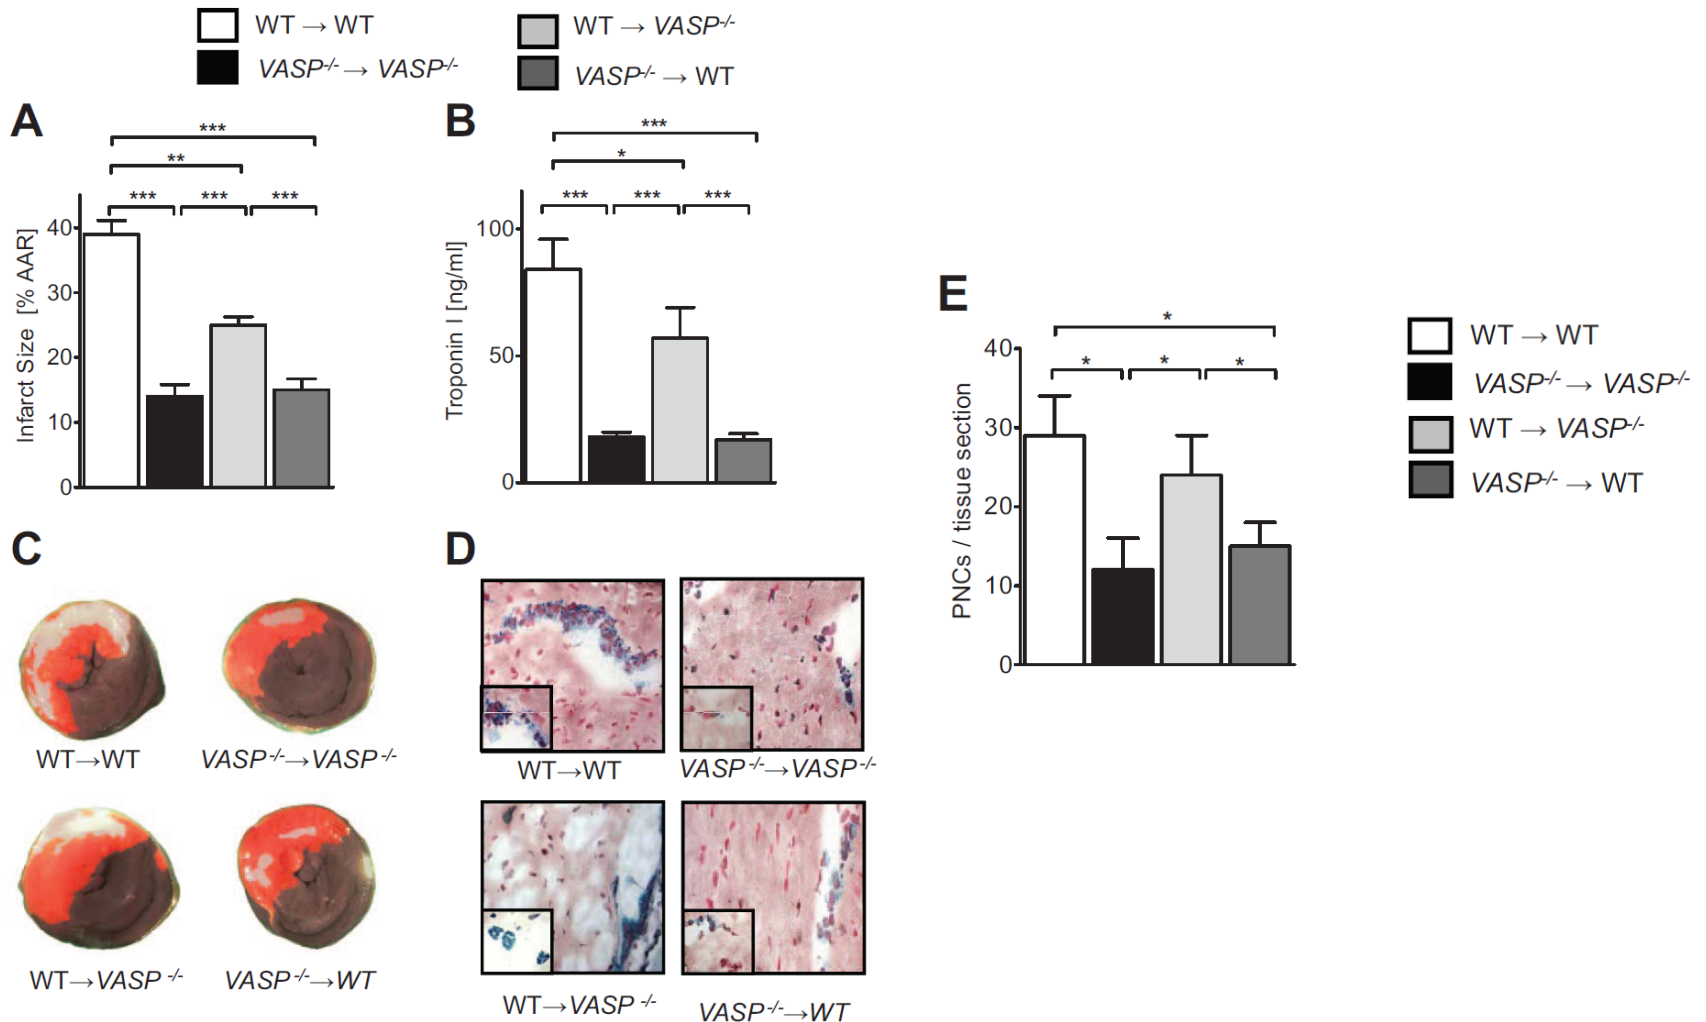 WT → WT
WT → VASP-/-
VASP-/- → VASP-/-
VASP-/- → WT
A
***
**
*** *** ***
Infarct Size [% AAR]
40
30
20
10
0
B
***
*
*** *** ***
Troponin I [ng/ml]
100
50
0
C
WT→WT
VASP-/-→VASP-/-
WT→VASP-/-
VASP-/-→WT
D
WT→WT
VASP-/-→VASP-/-
WT→VASP-/-
VASP-/-→WT
E
*
* * *
PNCs / tissue section
40
30
20
10
0
WT → WT
VASP-/- → VASP-/-
WT → VASP-/-
VASP-/- → WT